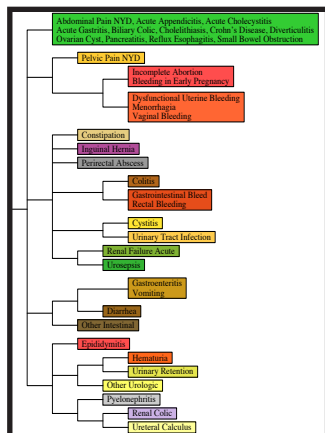 Abdominal Pain NYD, Acute Appendicitis, Acute Cholecystitis
Acute Gastritis, Biliary Colic, Cholelithiasis, Crohn's Disease, Diverticulitis
Ovarian Cyst, Pancreatitis, Reflux Esophagitis, Small Bowel Obstruction
Pelvic Pain NYD
Incomplete Abortion
Bleeding in Early Pregnancy
Dysfunctional Uterine Bleeding
Menorrhagia
Vaginal Bleeding
Constipation
Inguinal Hernia
Perirectal Abscess
Colitis
Gastrointestinal Bleed
Rectal Bleeding
Cystitis
Urinary Tract Infection
Renal Failure Acute
Urosepsis
Gastroenteritis
Vomiting
Diarrhea
Other Intestinal
Epididymitis
Hematuria
Urinary Retention
Other Urologic
Pyelonephritis
Renal Colic
Ureteral Calculus